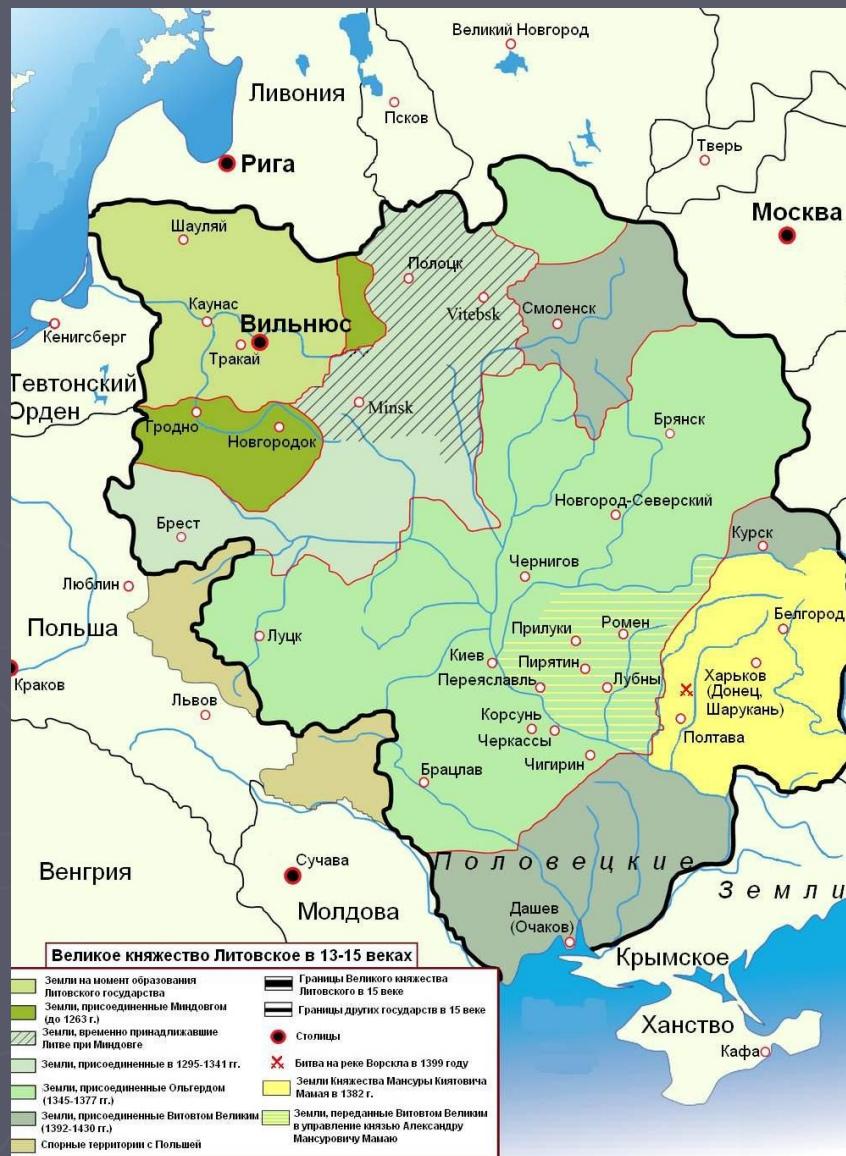 Великий Новгород
Ливония
Псков
Тверь
Рига
Москва
Шауляй
Полоцк
Каунас
Вильнюс
Vitebsk
Смоленск
Кенигсберг
Тракай
Тевтонский
Орден
Minsk
Гродно
Новгородок
Брянск
Новгород-Северский
Брест
Курск
Люблин
Чернигов
Польша
Луцк
Прилуки
Ромен
Белгород
Киев
Пирятин
Переяславль
Лубны
Харьков
(Донец,
Шарукань)
Краков
Львов
Корсунь
Полтава
Черкассы
Чигирин
Брацлав
Половецкие
Земли
Венгрия
Сучава
Молдова
Дашев
(Очаков)
Крымское
Ханство
Кафа
Великое княжество Литовское в 13-15 веках
Земли на момент образования
Литовского государства
Земли, присоединенные Миндовгом
(до 1263 г.)
Земли, временно принадлижавшие
Литве при Миндовге
Земли, присоединенные в 1295-1341 гг.
Земли, присоединенные Ольгердом
(1345-1377 гг.)
Земли, присоединенные Витовтом Великим
(1392-1430 гг.)
Спорные территории с Польшей
Границы Великого княжества
Литовского в 15 веке
Границы других государств в 15 веке
Столицы
Битва на реке Ворскла в 1399 году
Земли Княжества Мансуры Киятовича
Мамая в 1382 г.
Земли, переданные Витовтом Великим
в управление князью Александру
Мансуровичу Мамаю